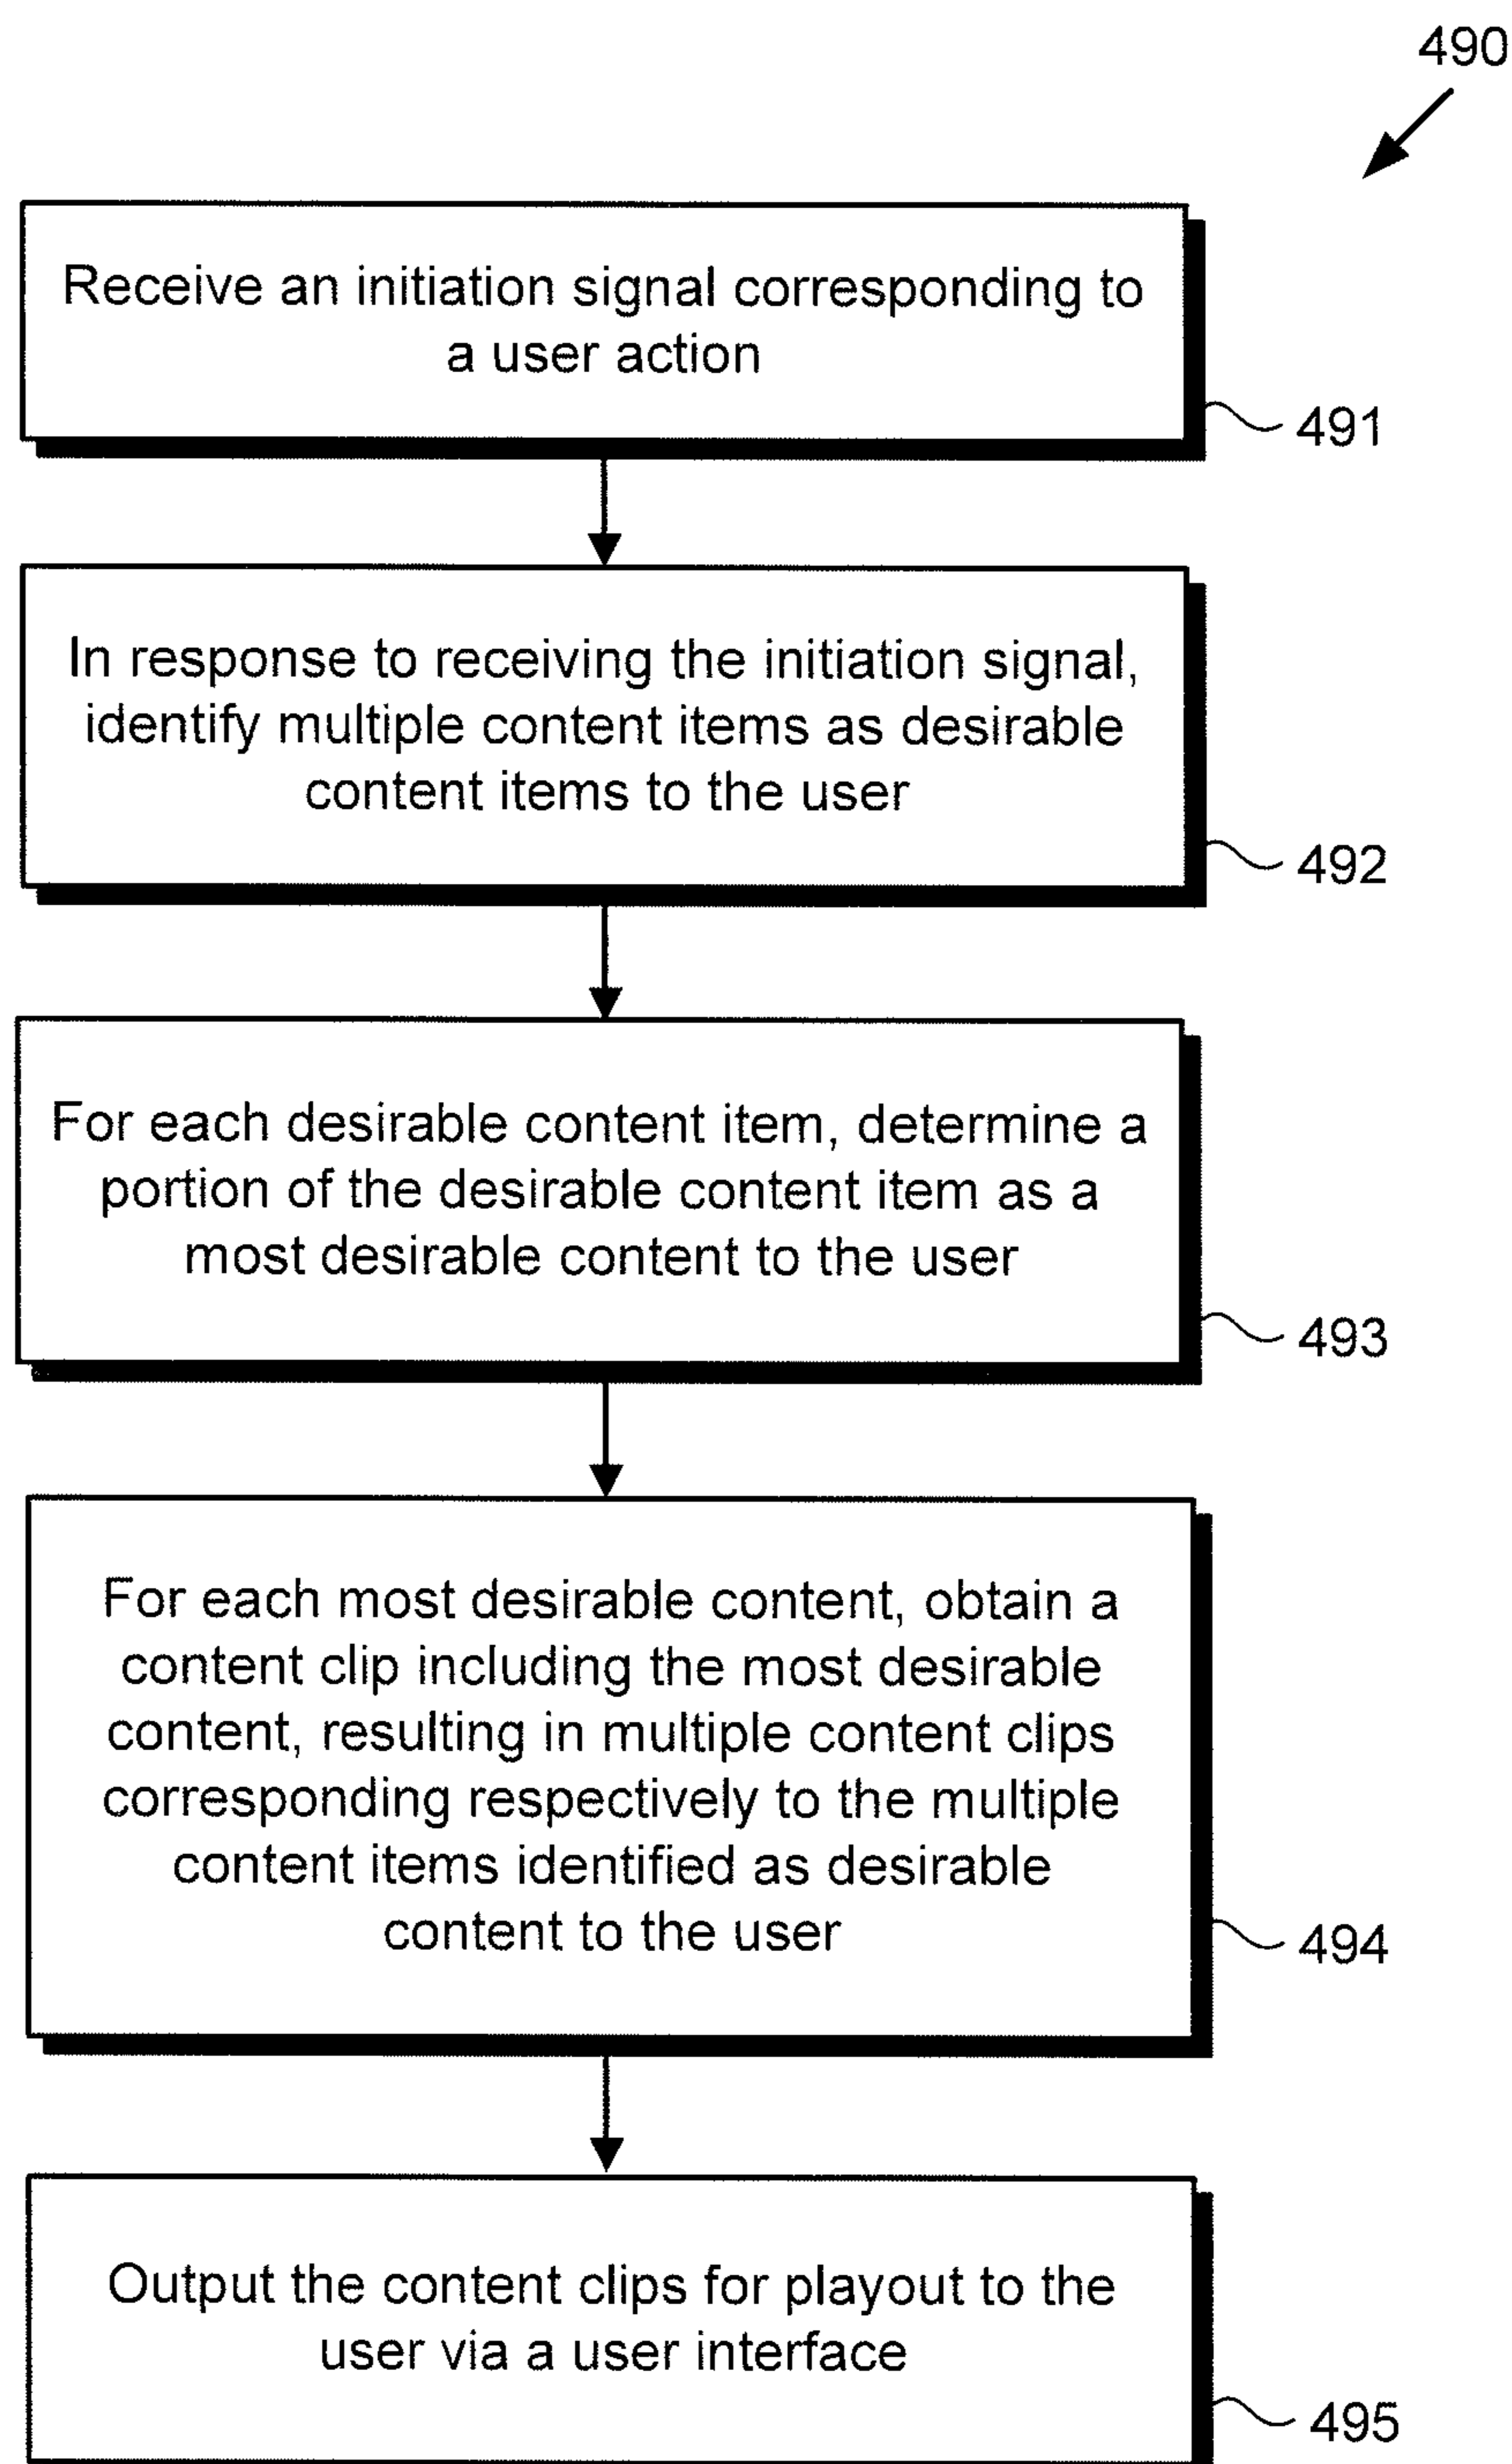 490
Receive an initiation signal corresponding to
a user action
491
In response to receiving the initiation signal,
identify multiple content items as desirable
content items to the user
492
For each desirable content item, determine a
portion of the desirable content item as a
most desirable content to the user
493
For each most desirable content, obtain a
content clip including the most desirable
content, resulting in multiple content clips
corresponding respectively to the multiple
content items identified as desirable
content to the user
494
Output the content clips for playout to the
user via a user interface
495